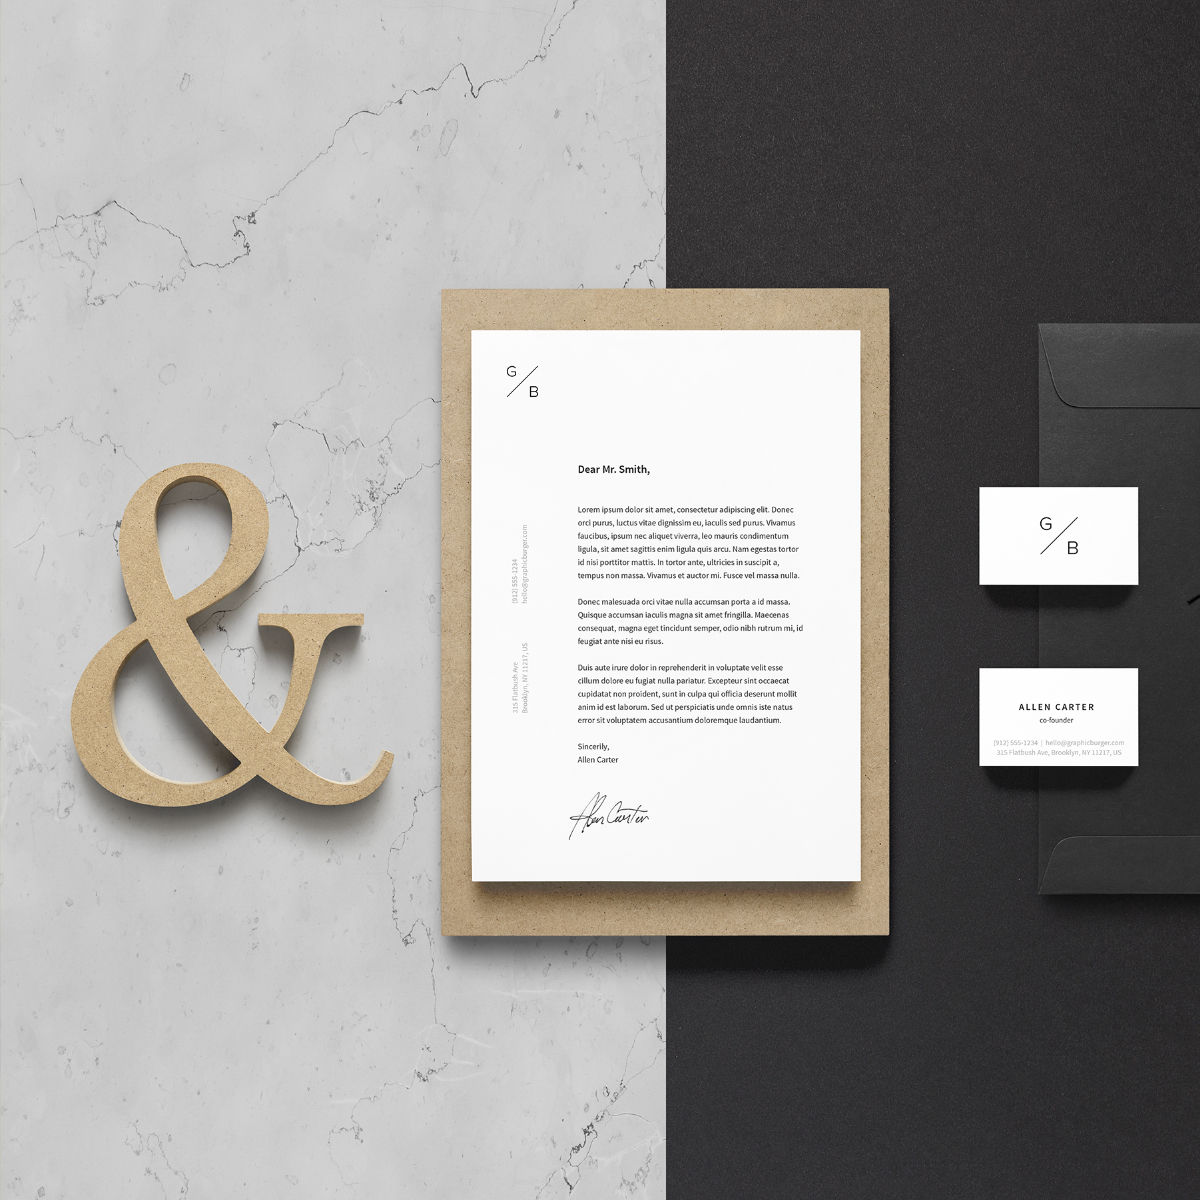 &
G
B
Dear Mr. Smith,
Lorem ipsum dolor sit amet, consectetur adipiscing elit. Donec
orci purus, luctus vitae dignissim eu, iaculis sed purus. Vivamus
faucibus, ipsum nec aliquet viverra, leo mauris condimentum
ligula, sit amet sagittis enim ligula quis arcu. Nam egestas tortor
id nisi porttitor mattis. In tortor ante, ultricies in suscipit a,
tempus non massa. Vivamus et auctor mi. Fusce vel massa nulla.
Donec malesuada orci vitae nulla accumsan porta a id massa.
Quisque accumsan iaculis magna sit amet fringilla. Maecenas
consequat, magna eget tincidunt semper, odio nibh rutrum mi, id
feugiat ante nisi eu risus.
Duis aute irure dolor in reprehenderit in voluptate velit esse
cillum dolore eu fugiat nulla pariatur. Excepteur sint occaecat
cupidatat non proident, sunt in culpa qui officia deserunt mollit
anim id est laborum. Sed ut perspiciatis unde omnis iste natus
error sit voluptatem accusantium doloremque laudantium.
Sincerily,
Allen Carter
Allen Carter
(912) 555-1234
hello@graphicburger.com
315 Flatbush Ave
Brooklyn, NY 11217, US
G
B
ALLEN CARTER
co-founder
(912) 555-1234 | hello@graphicburger.com
315 Flatbush Ave, Brooklyn, NY 11217, US